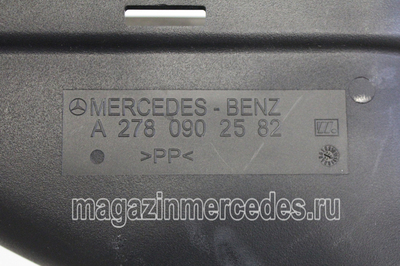 MERCEDES - BENZ
A 278 090 25 82
>PP<
magazinmercedes.ru